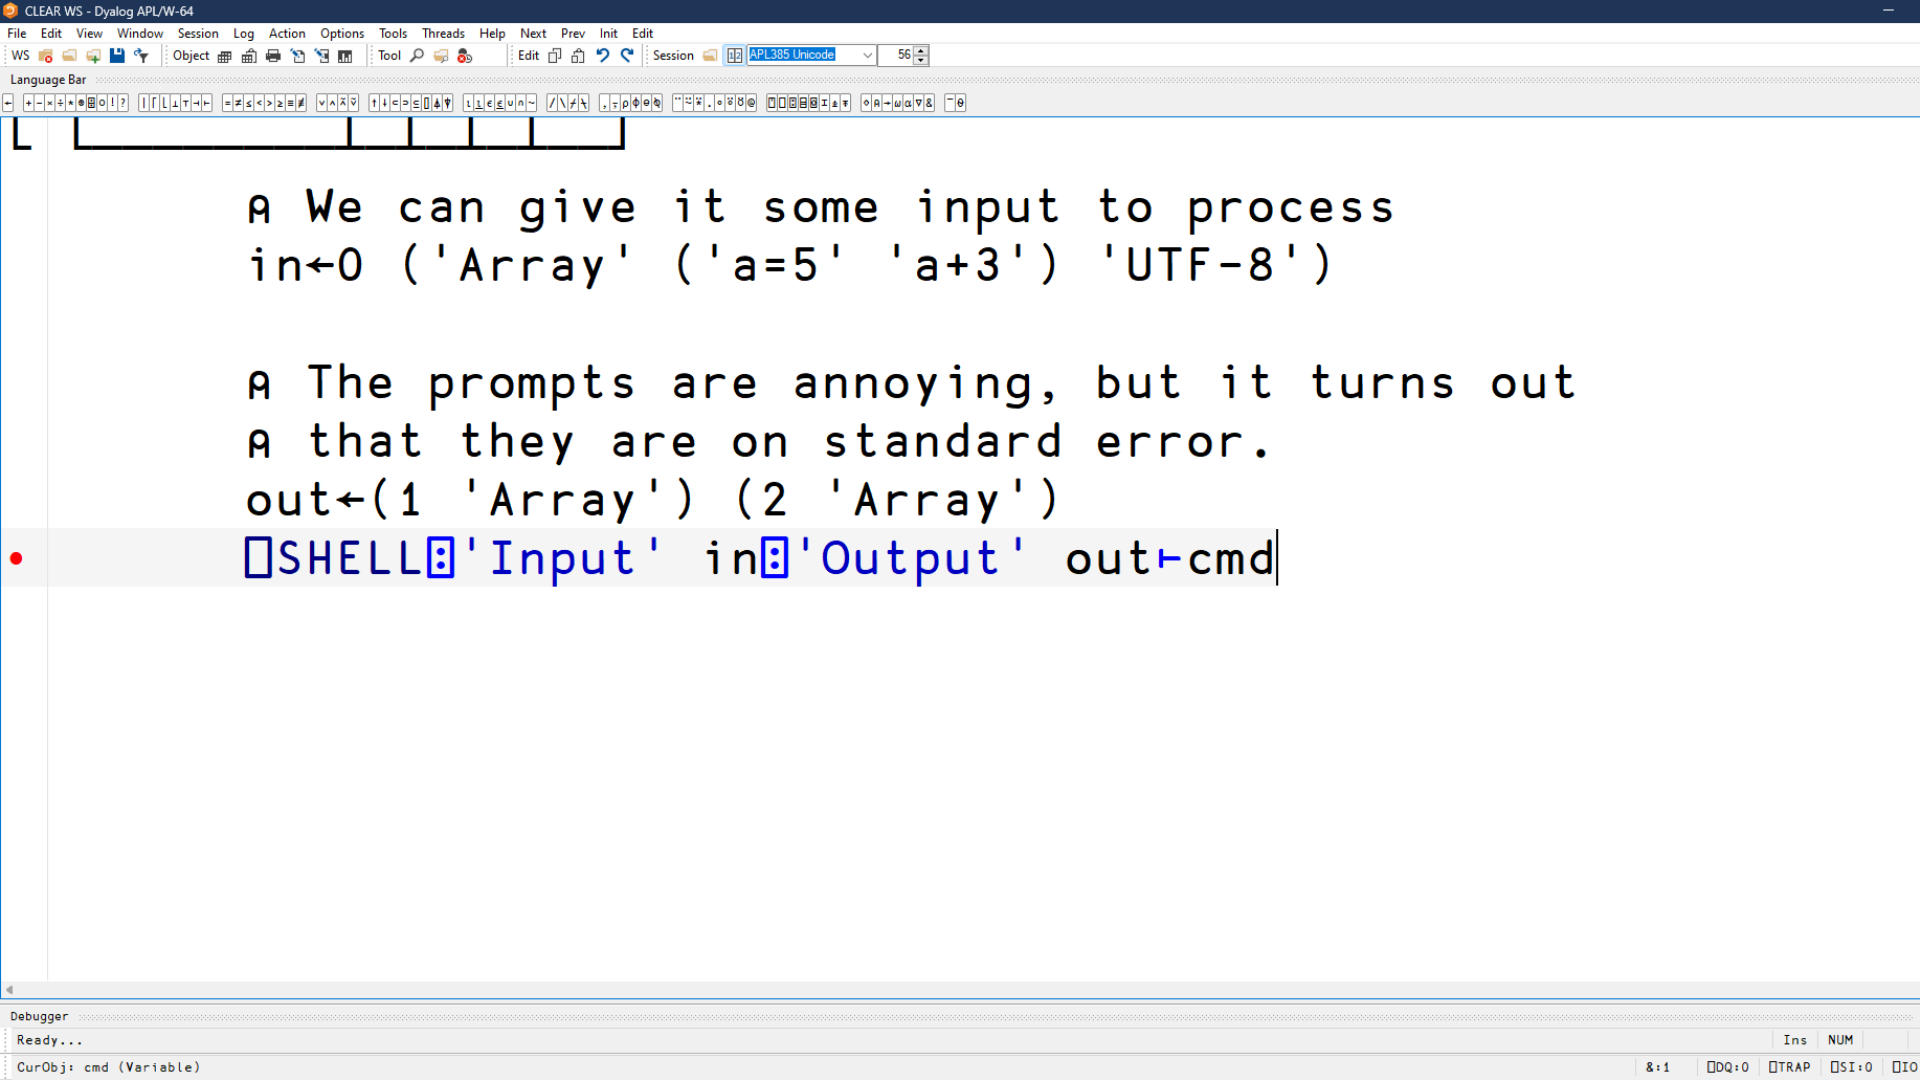 CLEAR WS - Dyalog APL/W-64
File Edit View Window Session Log Action Options Tools Threads Help Next Prev Init Edit
WS Object Tool Edit Session APL385 Unicode 56
Language Bar
⍝ We can give it some input to process
in←0 ('Array' ('a=5' 'a+3') 'UTF-8')
⍝ The prompts are annoying, but it turns out
⍝ that they are on standard error.
out←(1 'Array') (2 'Array')
⎕SHELL⍠'Input' in⍠'Output' out⊢cmd
Debugger
Ready...
Ins NUM
CurObj: cmd (Variable)
&:1 ⎕DQ:0 ⎕TRAP ⎕SI:0 ⎕IO